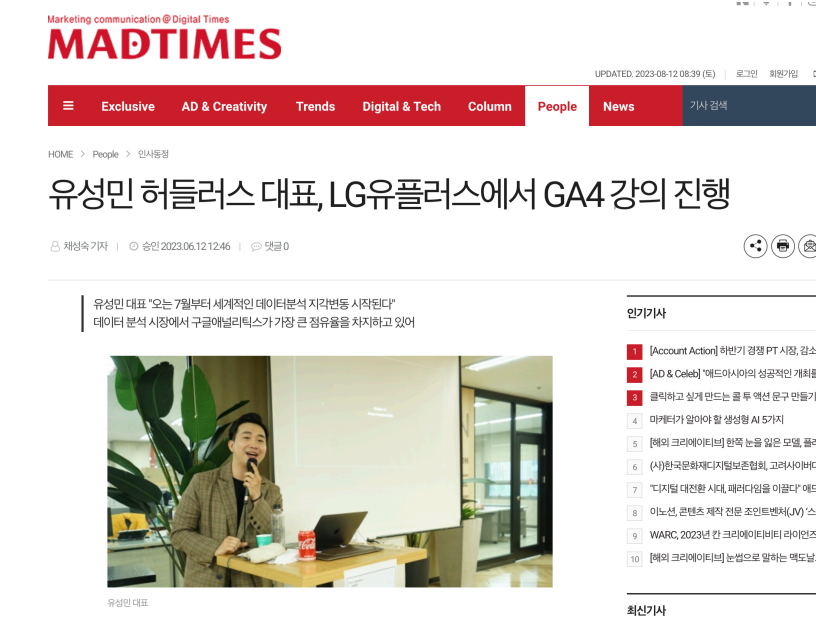 Marketing communication @ Digital Times
MADTIMES
UPDATED. 2023-08-12 08:39 (토) 로그인 회원가입
Exclusive AD & Creativity Trends Digital & Tech Column People News 기사 검색
HOME > People > 인사동정
유성민 허들러스 대표, LG유플러스에서 GA4 강의 진행
채성숙 기자 | 승인 2023.06.12 12:46 | 댓글 0
유성민 대표 "오는 7월부터 세계적인 데이터분석 지각변동 시작된다"
데이터 분석 시장에서 구글애널리틱스가 가장 큰 점유율을 차지하고 있어
Coca-Cola
유성민 대표
인기기사
1 [Account Action] 하반기 경쟁 PT 시장, 감소
2 [AD & Celeb] "애드아시아의 성공적인 개최를
3 클릭하고 싶게 만드는 콜 투 액션 문구 만들기
4 마케터가 알아야 할 생성형 AI 5가지
5 [해외 크리에이티브] 한쪽 눈을 잃은 모델, 플
6 (사)한국문화재디지털보존협회, 고려사이버대
7 "디지털 대전환 시대, 패러다임을 이끌다" 애드
8 이노션, 콘텐츠 제작 전문 조인트벤처(JV) '스
9 WARC, 2023년 칸 크리에이티비티 라이언즈
10 [해외 크리에이티브] 눈썹으로 말하는 맥도날
최신기사